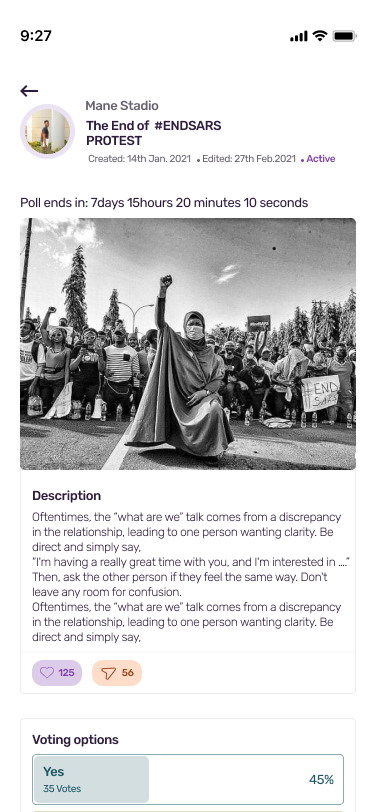 9:27
Mane Stadio
The End of #ENDSARS
PROTEST
Created: 14th Jan. 2021 • Edited: 27th Feb.2021 • Active
Poll ends in: 7days 15hours 20 minutes 10 seconds
#END
SARS
Description
Oftentimes, the “what are we” talk comes from a discrepancy
in the relationship, leading to one person wanting clarity. Be
direct and simply say,
“I'm having a really great time with you, and I'm interested in ....”
Then, ask the other person if they feel the same way. Don't
leave any room for confusion.
Oftentimes, the “what are we” talk comes from a discrepancy
in the relationship, leading to one person wanting clarity. Be
direct and simply say,
125
56
Voting options
Yes
35 Votes
45%